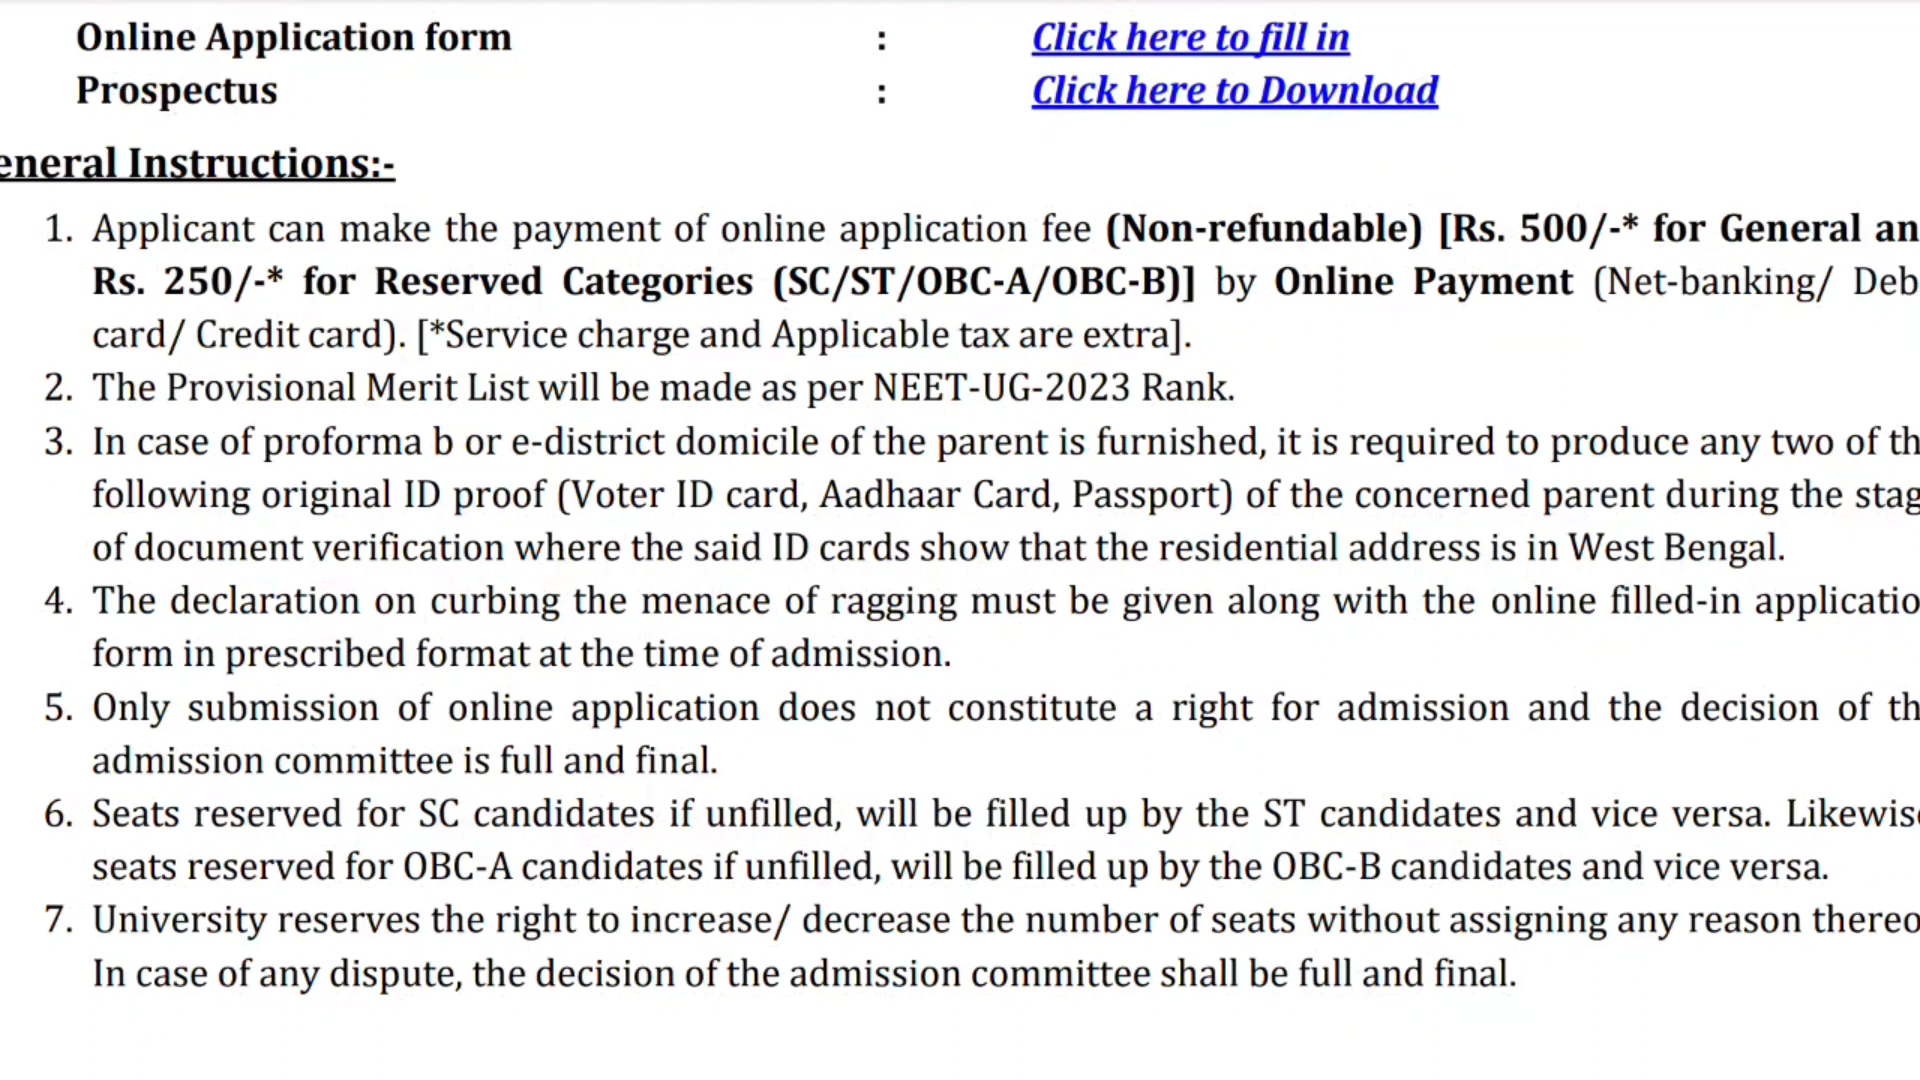 Online Application form : Click here to fill in
Prospectus : Click here to Download
eneral Instructions:-
1. Applicant can make the payment of online application fee (Non-refundable) [Rs. 500/-* for General an
Rs. 250/-* for Reserved Categories (SC/ST/OBC-A/OBC-B)] by Online Payment (Net-banking/ Deb
card/ Credit card). [*Service charge and Applicable tax are extra].
2. The Provisional Merit List will be made as per NEET-UG-2023 Rank.
3. In case of proforma b or e-district domicile of the parent is furnished, it is required to produce any two of th
following original ID proof (Voter ID card, Aadhaar Card, Passport) of the concerned parent during the stag
of document verification where the said ID cards show that the residential address is in West Bengal.
4. The declaration on curbing the menace of ragging must be given along with the online filled-in applicatio
form in prescribed format at the time of admission.
5. Only submission of online application does not constitute a right for admission and the decision of th
admission committee is full and final.
6. Seats reserved for SC candidates if unfilled, will be filled up by the ST candidates and vice versa. Likewise
seats reserved for OBC-A candidates if unfilled, will be filled up by the OBC-B candidates and vice versa.
7. University reserves the right to increase/ decrease the number of seats without assigning any reason thereo
In case of any dispute, the decision of the admission committee shall be full and final.